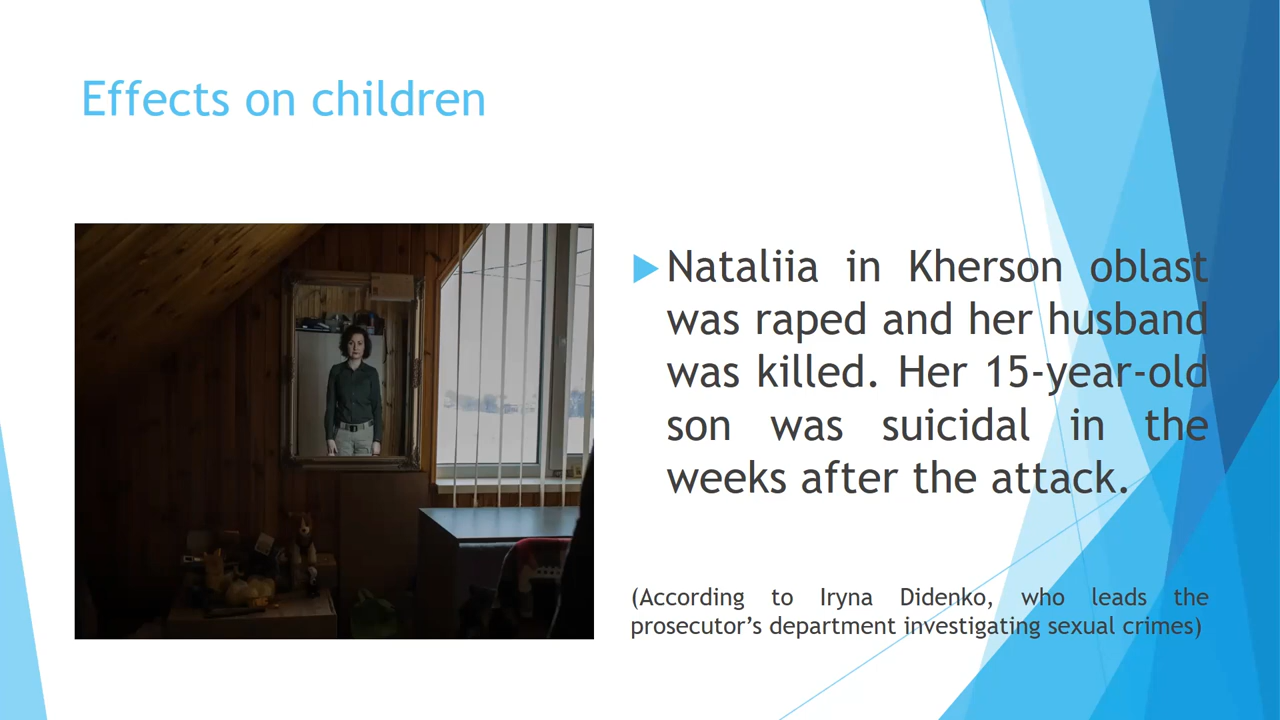 Effects on children
Nataliia in Kherson oblast
was raped and her husband
was killed. Her 15-year-old
son was suicidal in the
weeks after the attack.
(According to Iryna Didenko, who leads the
prosecutor’s department investigating sexual crimes)